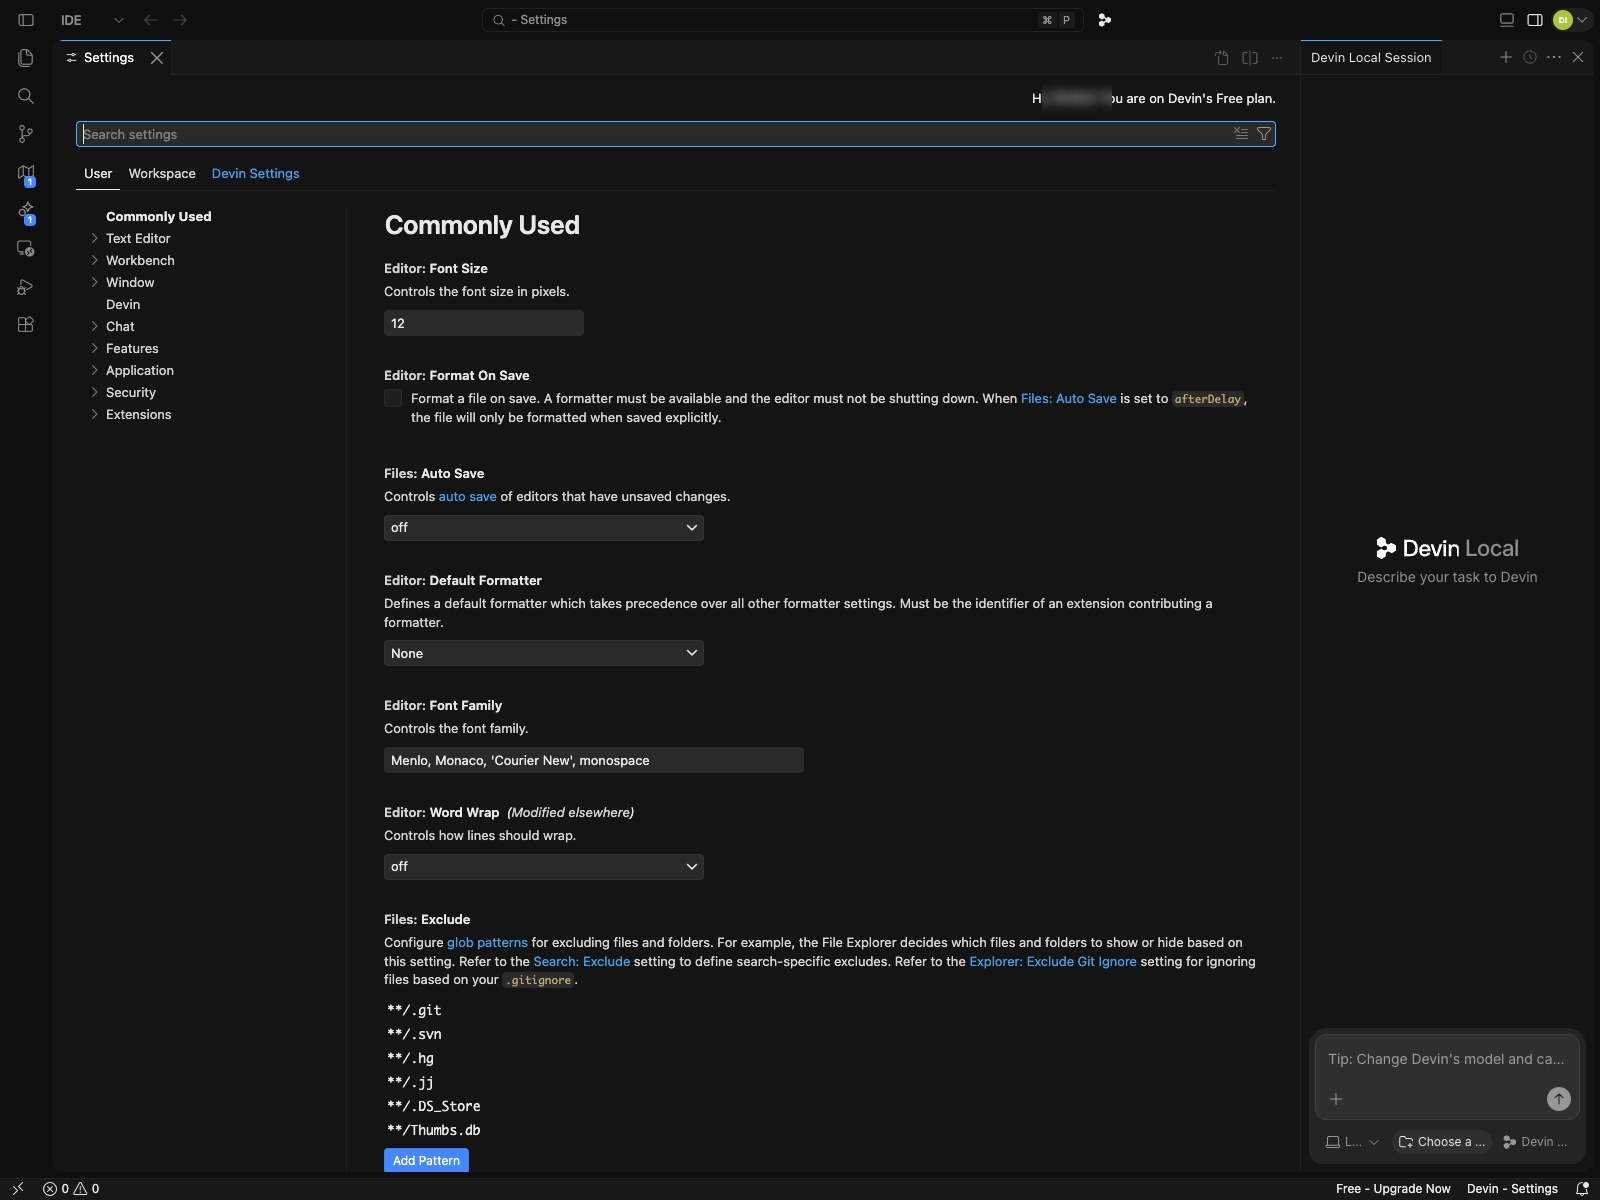 IDE
- Settings
⌘ P
DI
Settings
Devin Local Session
H
ou are on Devin's Free plan.
Search settings
User
Workspace
Devin Settings
1
1
Commonly Used
Text Editor
Workbench
Window
Devin
Chat
Features
Application
Security
Extensions
Commonly Used
Editor: Font Size
Controls the font size in pixels.
12
Editor: Format On Save
Format a file on save. A formatter must be available and the editor must not be shutting down. When Files: Auto Save is set to afterDelay,
the file will only be formatted when saved explicitly.
Files: Auto Save
Controls auto save of editors that have unsaved changes.
off
Editor: Default Formatter
Defines a default formatter which takes precedence over all other formatter settings. Must be the identifier of an extension contributing a
formatter.
None
Editor: Font Family
Controls the font family.
Menlo, Monaco, 'Courier New', monospace
Editor: Word Wrap (Modified elsewhere)
Controls how lines should wrap.
off
Files: Exclude
Configure glob patterns for excluding files and folders. For example, the File Explorer decides which files and folders to show or hide based on
this setting. Refer to the Search: Exclude setting to define search-specific excludes. Refer to the Explorer: Exclude Git Ignore setting for ignoring
files based on your .gitignore.
**/.git
**/.svn
**/.hg
**/.jj
**/.DS_Store
**/Thumbs.db
Add Pattern
Devin Local
Describe your task to Devin
Tip: Change Devin's model and ca...
L...
Choose a ...
Devin ...
0
0
Free - Upgrade Now
Devin - Settings